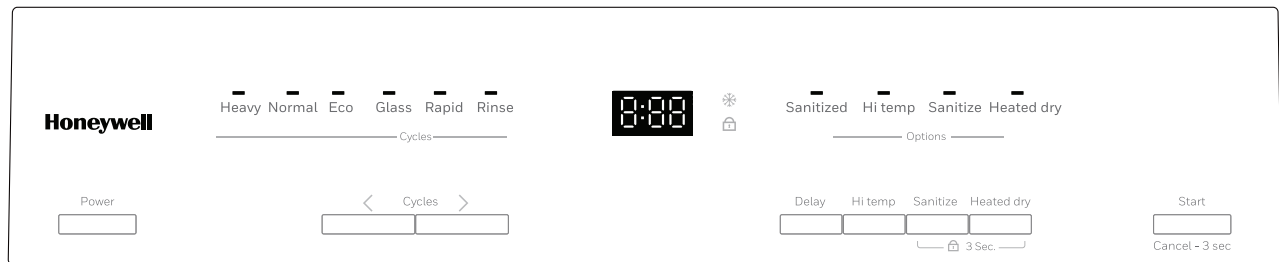 Heavy Normal Eco Glass Rapid Rinse
8:88
Sanitized Hi temp Sanitize Heated dry
Honeywell
Cycles
Options
Power
< Cycles >
Delay Hi temp Sanitize Heated dry
Start
3 Sec.
Cancel - 3 sec